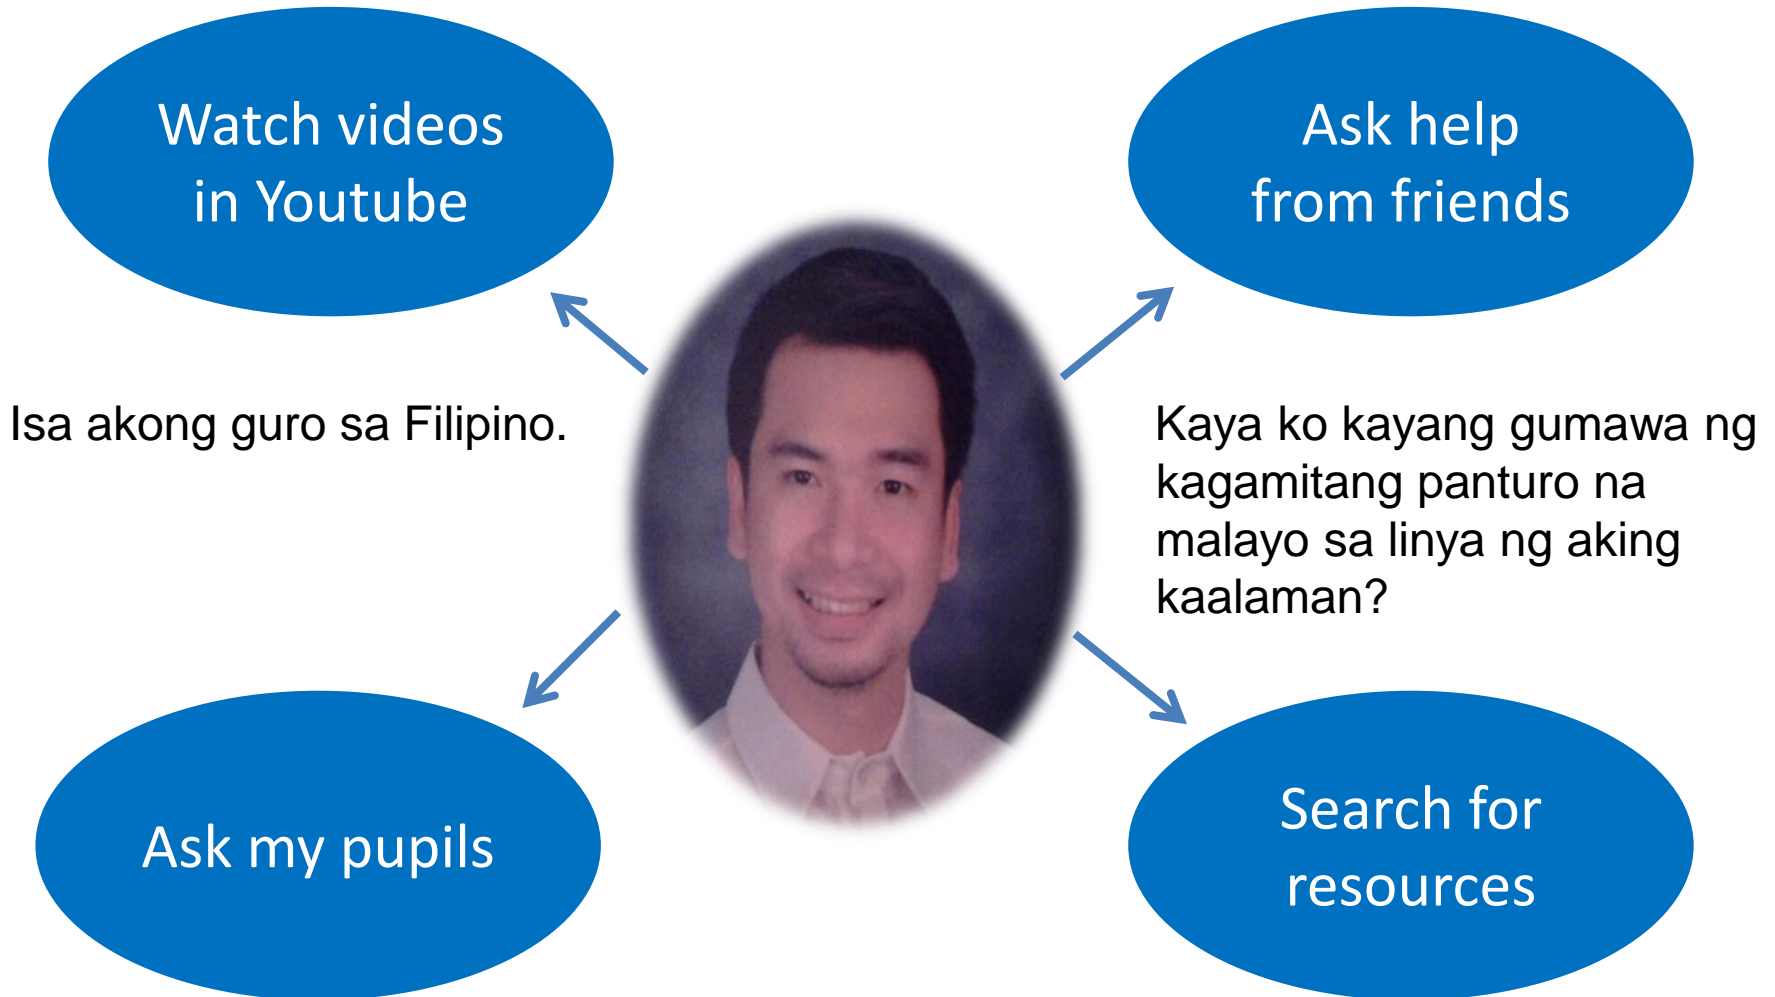 Watch videos
in Youtube
Ask help
from friends
Isa akong guro sa Filipino.
Kaya ko kayang gumawa ng
kagamitang panturo na
malayo sa linya ng aking
kaalaman?
Ask my pupils
Search for
resources